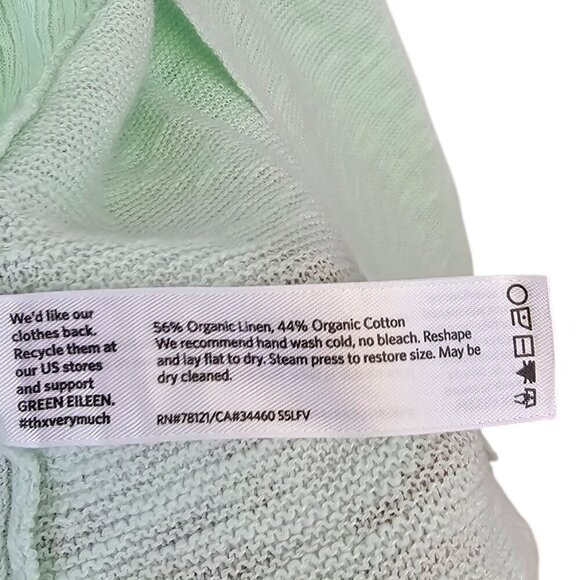 We'd like our
clothes back.
Recycle them at
our US stores
and support
GREEN EILEEN.
#thxverymuch
56% Organic Linen, 44% Organic Cotton
We recommend hand wash cold, no bleach. Reshape
and lay flat to dry. Steam press to restore size. May be
dry cleaned.
RN#78121/CA#34460 S5LFV